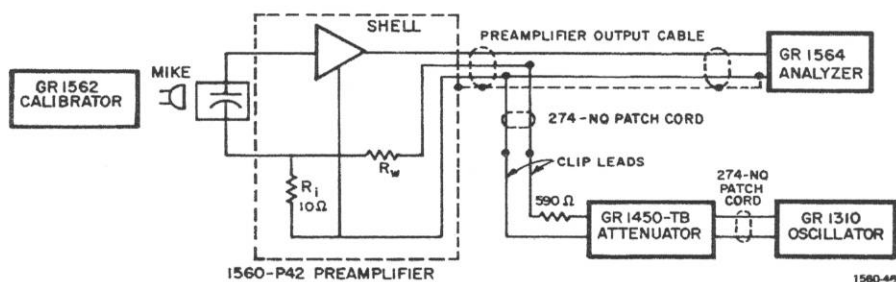 SHELL
PREAMPLIFIER OUTPUT CABLE
GR 1562
CALIBRATOR
MIKE
GR 1564
ANALYZER
274-NQ PATCH CORD
CLIP LEADS
Rw
Ri
10Ω
590 Ω
GR 1450-TB
ATTENUATOR
274-NQ
PATCH
CORD
GR 1310
OSCILLATOR
1560-P42 PREAMPLIFIER